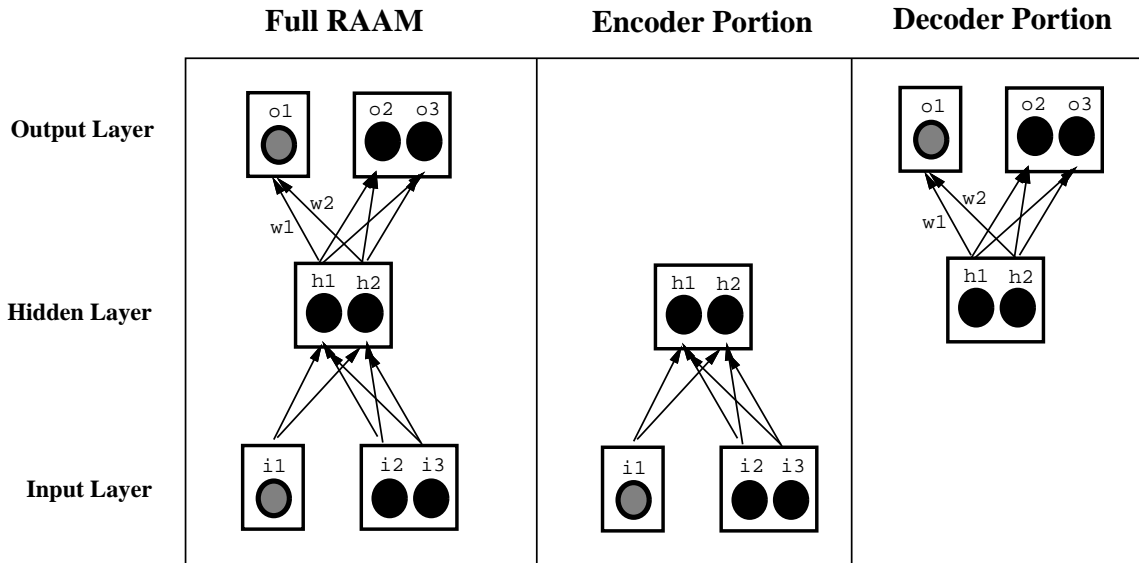 Full RAAM Encoder Portion Decoder Portion
Output Layer
o1 o2 o3
o1 o2 o3
w2
w1
w2
w1
Hidden Layer
h1 h2
h1 h2
h1 h2
Input Layer
i1 i2 i3
i1 i2 i3